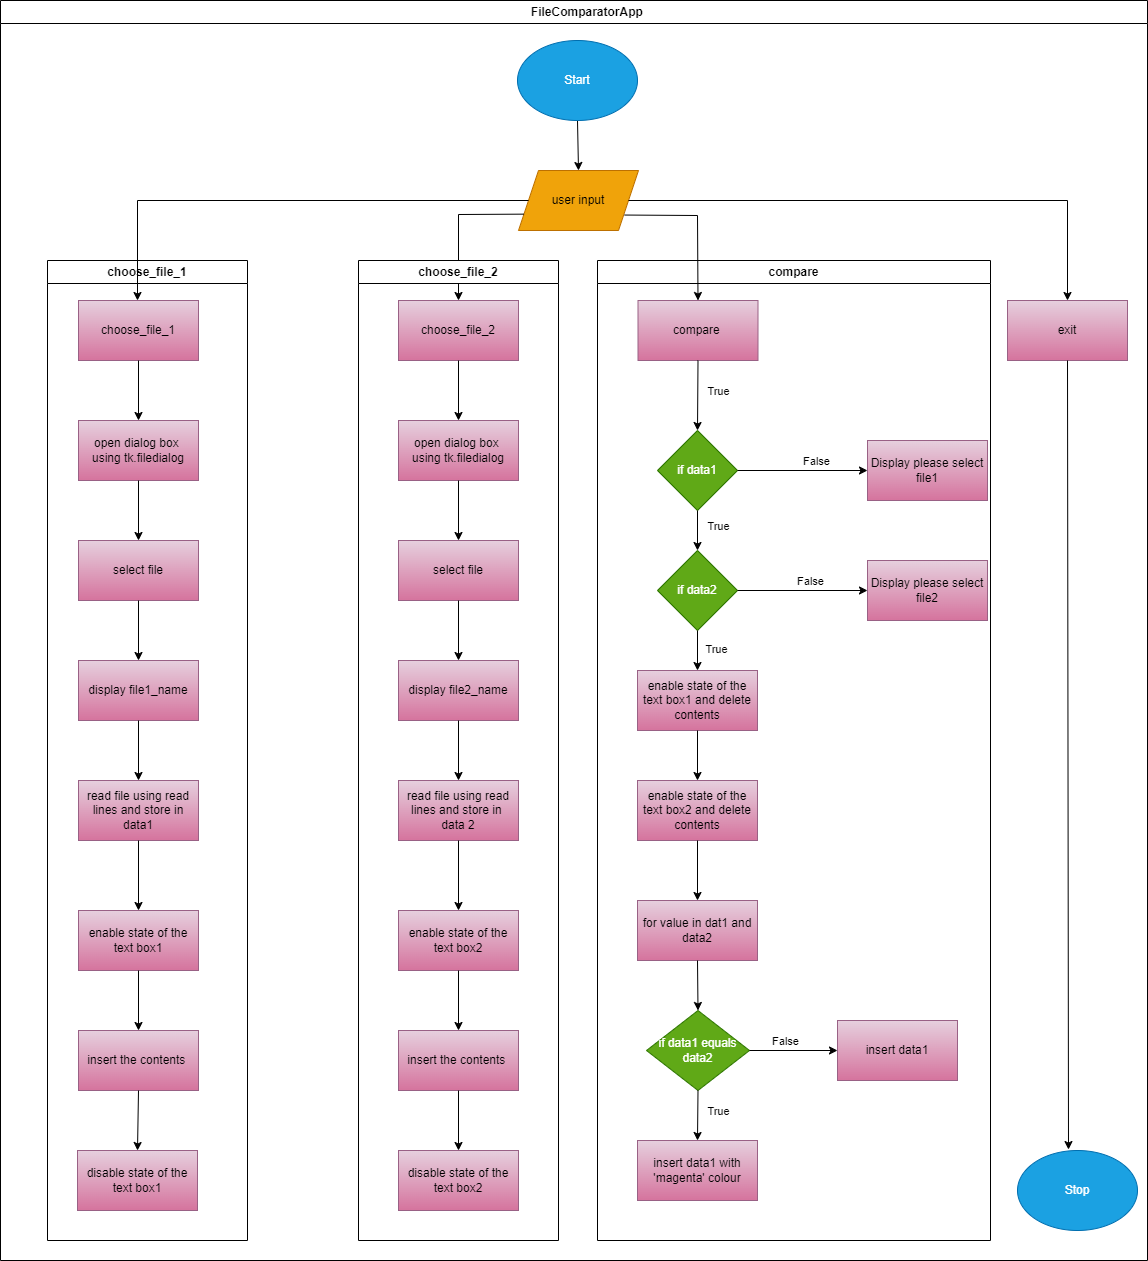 FileComparatorApp
Start
user input
choose_file_1
choose_file_1
open dialog box
using tk.filedialog
select file
display file1_name
read file using read
lines and store in
data1
enable state of the
text box1
insert the contents
disable state of the
text box1
choose_file_2
choose_file_2
open dialog box
using tk.filedialog
select file
display file2_name
read file using read
lines and store in
data 2
enable state of the
text box2
insert the contents
disable state of the
text box2
compare
compare
True
if data1
False
Display please select
file1
True
if data2
False
Display please select
file2
True
enable state of the
text box1 and delete
contents
enable state of the
text box2 and delete
contents
for value in dat1 and
data2
if data1 equals
data2
False
insert data1
True
insert data1 with
'magenta' colour
exit
Stop